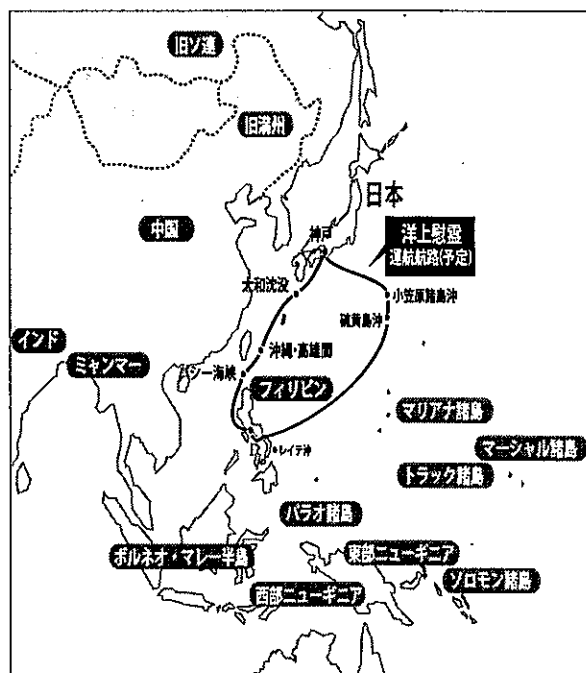 旧ソ連
旧満州
日本
中国
神戸
洋上慰霊
運航航路(予定)
大和沈没
小笠原諸島沖
硫黄島沖
インド
ミャンマー
沖縄・高雄間
バシー海峡
フィリピン
マリアナ諸島
レイテ沖
マーシャル諸島
トラック諸島
パラオ諸島
ボルネオ・マレー半島
東部ニューギニア
西部ニューギニア
ソロモン諸島